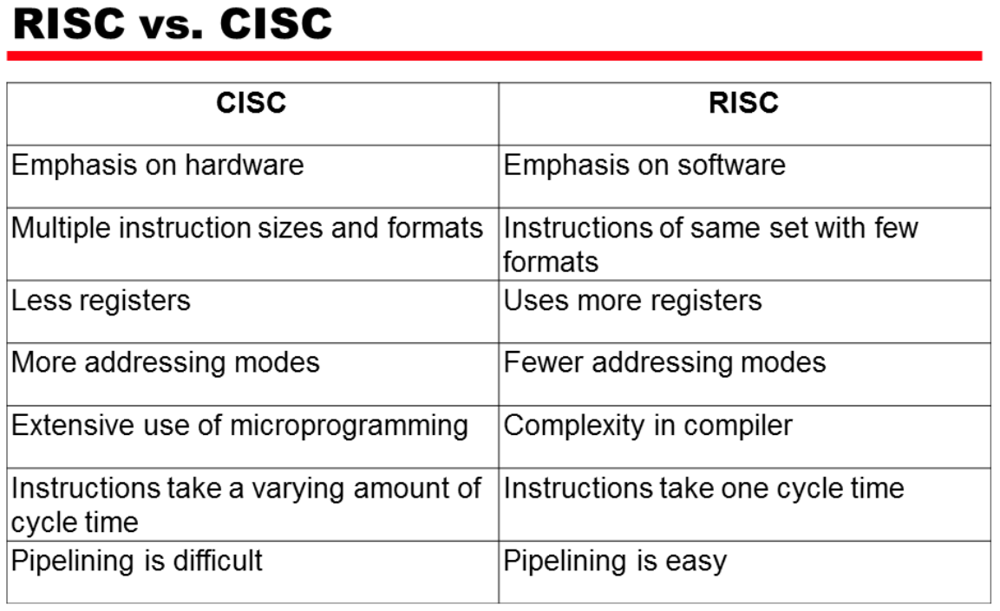 RISC vs. CISC
CISC
RISC
Emphasis on hardware
Emphasis on software
Multiple instruction sizes and formats
Instructions of same set with few
formats
Less registers
Uses more registers
More addressing modes
Fewer addressing modes
Extensive use of microprogramming
Complexity in compiler
Instructions take a varying amount of
cycle time
Instructions take one cycle time
Pipelining is difficult
Pipelining is easy